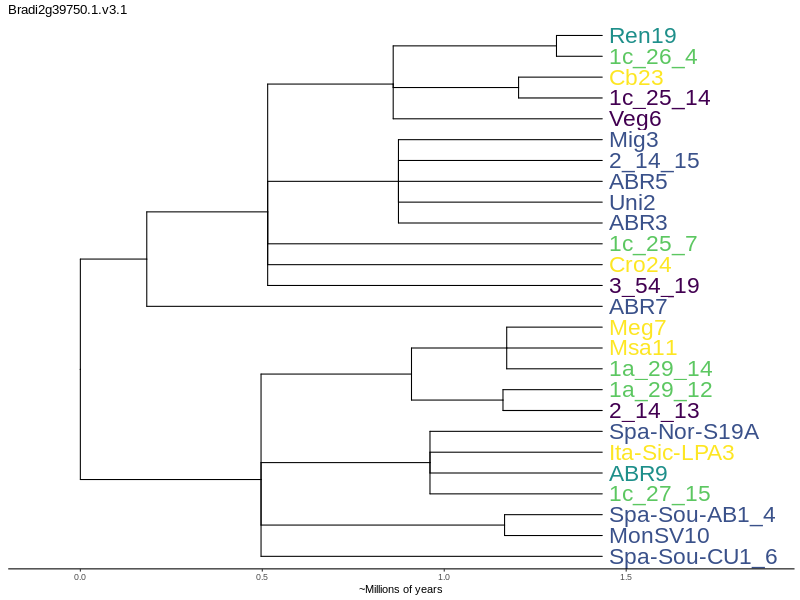 Bradi2g39750.1.v3.1
Ren19
1c_26_4
Cb23
1c_25_14
Veg6
Mig3
2_14_15
ABR5
Uni2
ABR3
1c_25_7
Cro24
3_54_19
ABR7
Meg7
Msa11
1a_29_14
1a_29_12
2_14_13
Spa-Nor-S19A
Ita-Sic-LPA3
ABR9
1c_27_15
Spa-Sou-AB1_4
MonSV10
Spa-Sou-CU1_6
0.0 0.5 1.0 1.5
~Millions of years